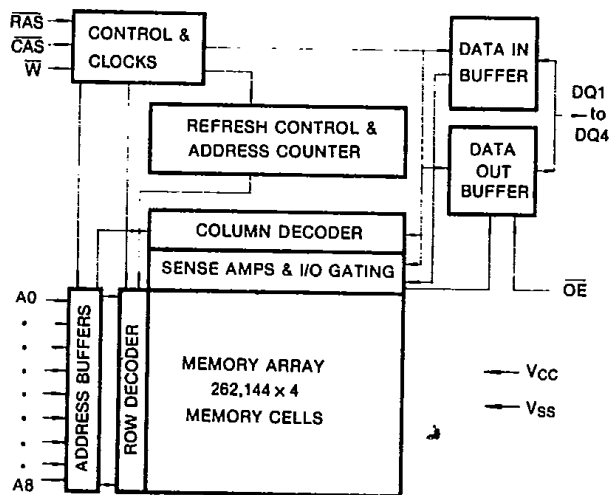 RAS
CAS
W
CONTROL &
CLOCKS
DATA IN
BUFFER
DQ1
to
DQ4
REFRESH CONTROL &
ADDRESS COUNTER
DATA
OUT
BUFFER
COLUMN DECODER
SENSE AMPS & I/O GATING
OE
A0
A8
ADDRESS BUFFERS
ROW DECODER
MEMORY ARRAY
262,144 x 4
MEMORY CELLS
VCC
VSS